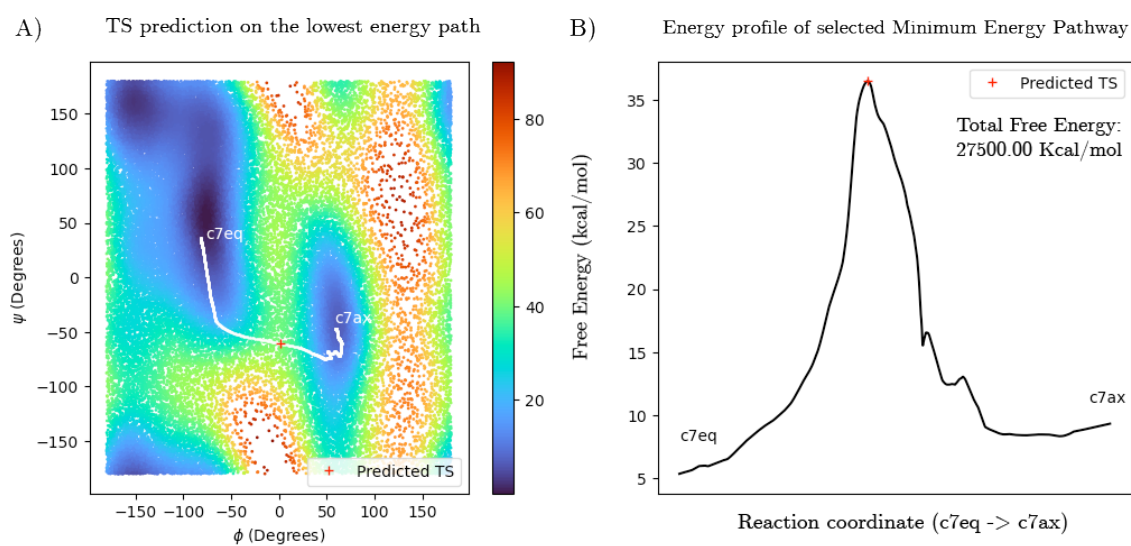 A)
TS prediction on the lowest energy path
150
100
50
0
−50
−100
−150
ψ (Degrees)
−150
−100
−50
0
50
100
150
ϕ (Degrees)
c7eq
c7ax
Predicted TS
80
60
40
20
B)
Energy profile of selected Minimum Energy Pathway
Free Energy (kcal/mol)
35
30
25
20
15
10
5
Predicted TS
Total Free Energy:
27500.00 Kcal/mol
c7eq
c7ax
Reaction coordinate (c7eq -> c7ax)